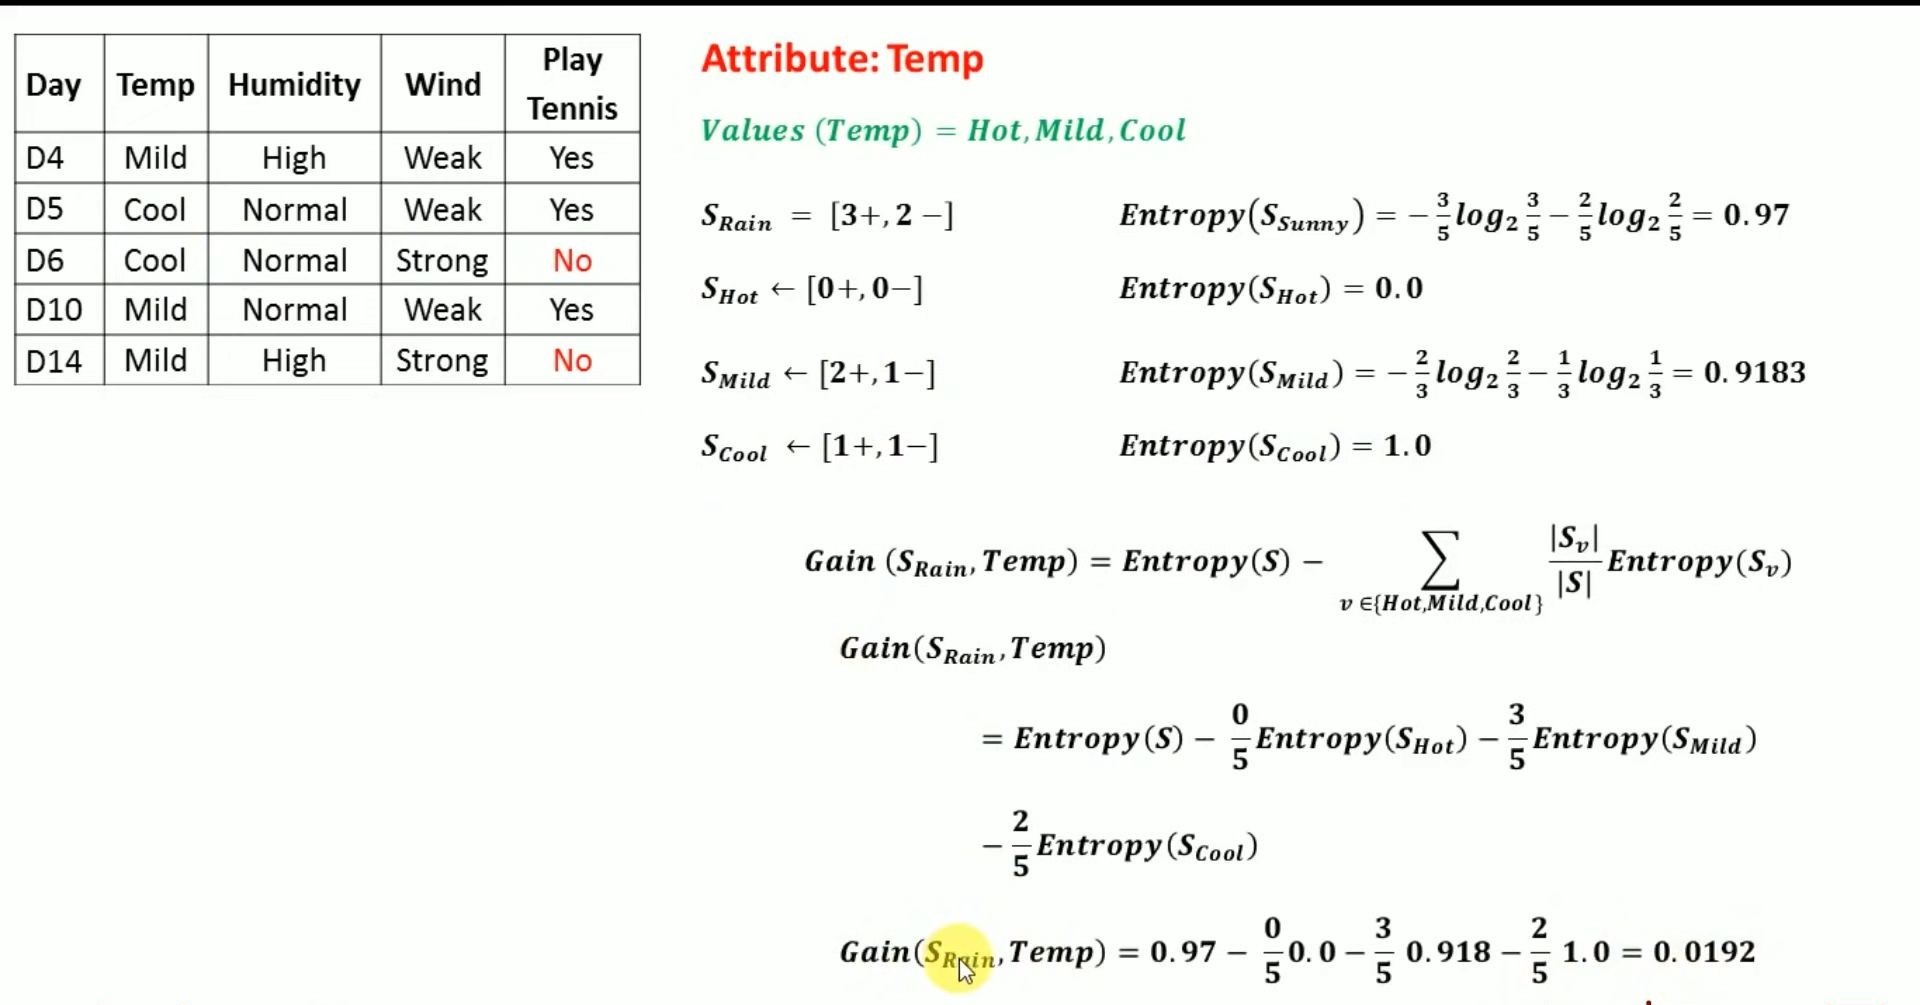 Day Temp Humidity Wind Play Tennis
D4 Mild High Weak Yes
D5 Cool Normal Weak Yes
D6 Cool Normal Strong No
D10 Mild Normal Weak Yes
D14 Mild High Strong No
Attribute: Temp
Values (Temp) = Hot, Mild, Cool
S_Rain = [3+, 2 −] Entropy(S_Sunny) = −3/5 log₂ 3/5 − 2/5 log₂ 2/5 = 0.97
S_Hot ← [0+, 0−] Entropy(S_Hot) = 0.0
S_Mild ← [2+, 1−] Entropy(S_Mild) = −2/3 log₂ 2/3 − 1/3 log₂ 1/3 = 0.9183
S_Cool ← [1+, 1−] Entropy(S_Cool) = 1.0
Gain (S_Rain, Temp) = Entropy(S) − ∑ v ∈{Hot,Mild,Cool} |S_v|/|S| Entropy(S_v)
Gain(S_Rain, Temp)
= Entropy(S) − 0/5 Entropy(S_Hot) − 3/5 Entropy(S_Mild)
− 2/5 Entropy(S_Cool)
Gain(S_Rain, Temp) = 0.97 − 0/5 0.0 − 3/5 0.918 − 2/5 1.0 = 0.0192